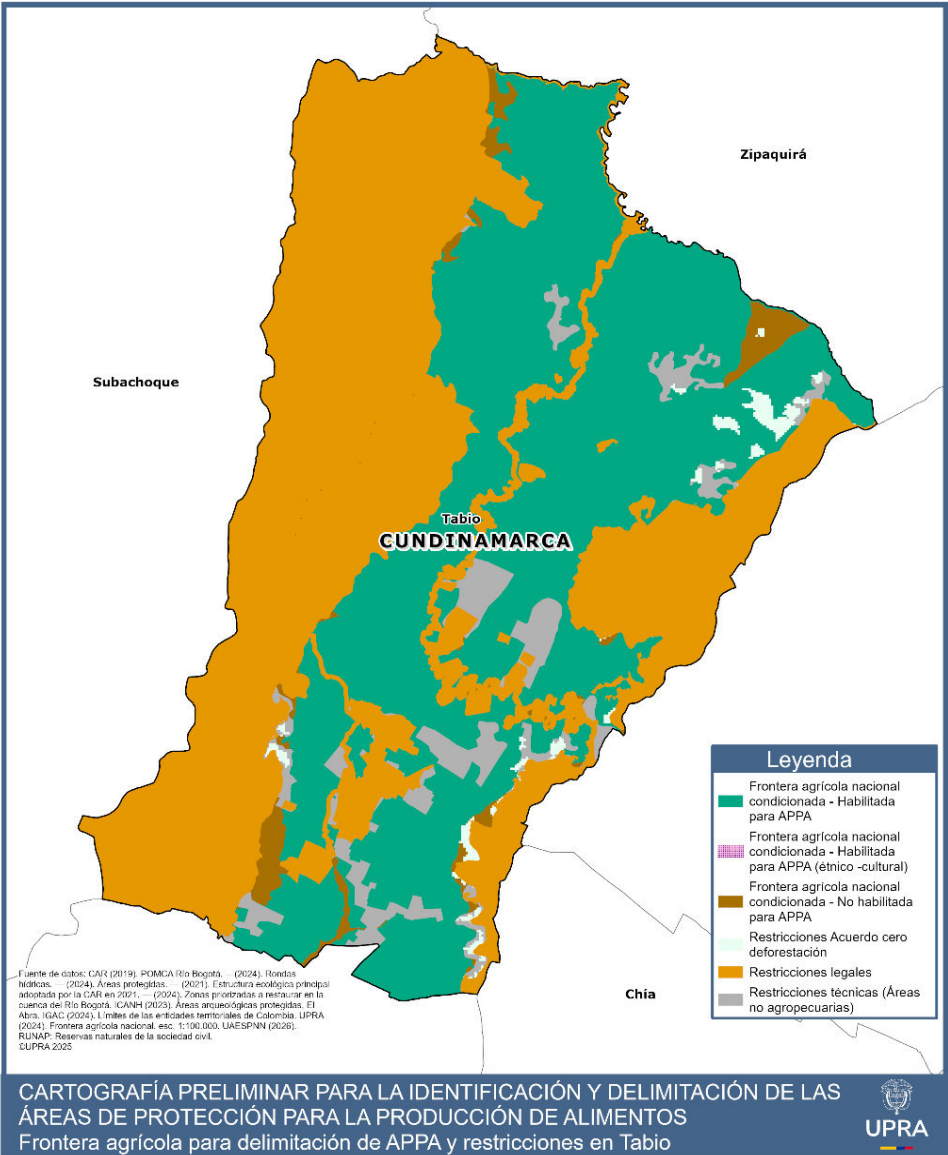 Zipaquirá
Subachoque
Tabio
CUNDINAMARCA
Leyenda
Frontera agrícola nacional
condicionada - Habilitada
para APPA
Frontera agrícola nacional
condicionada - Habilitada
para APPA (étnico -cultural)
Frontera agrícola nacional
condicionada - No habilitada
para APPA
Restricciones Acuerdo cero
deforestación
Restricciones legales
Restricciones técnicas (Áreas
no agropecuarias)
Chía
Fuente de datos: CAR (2019). POMCA Río Bogotá. — (2024). Rondas
hídricas. — (2024). Áreas protegidas. — (2021). Estructura ecológica principal
adoptada por la CAR en 2021. — (2024). Zonas priorizadas a restaurar en la
cuenca del Río Bogotá. ICANH (2023). Áreas arqueológicas protegidas. El
Abra. IGAC (2024). Límites de las entidades territoriales de Colombia. UPRA
(2024). Frontera agrícola nacional. esc. 1:100.000. UAESPNN (2026).
RUNAP: Reservas naturales de la sociedad civil.
©UPRA 2025
CARTOGRAFÍA PRELIMINAR PARA LA IDENTIFICACIÓN Y DELIMITACIÓN DE LAS
ÁREAS DE PROTECCIÓN PARA LA PRODUCCIÓN DE ALIMENTOS
Frontera agrícola para delimitación de APPA y restricciones en Tabio
UPRA